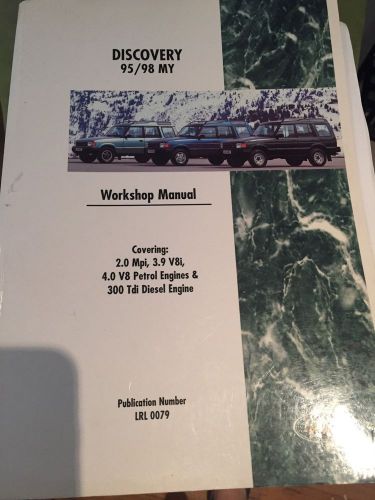 DISCOVERY
95/98 MY
Workshop Manual
Covering:
2.0 Mpi, 3.9 V8i,
4.0 V8 Petrol Engines &
300 Tdi Diesel Engine
Publication Number
LRL 0079